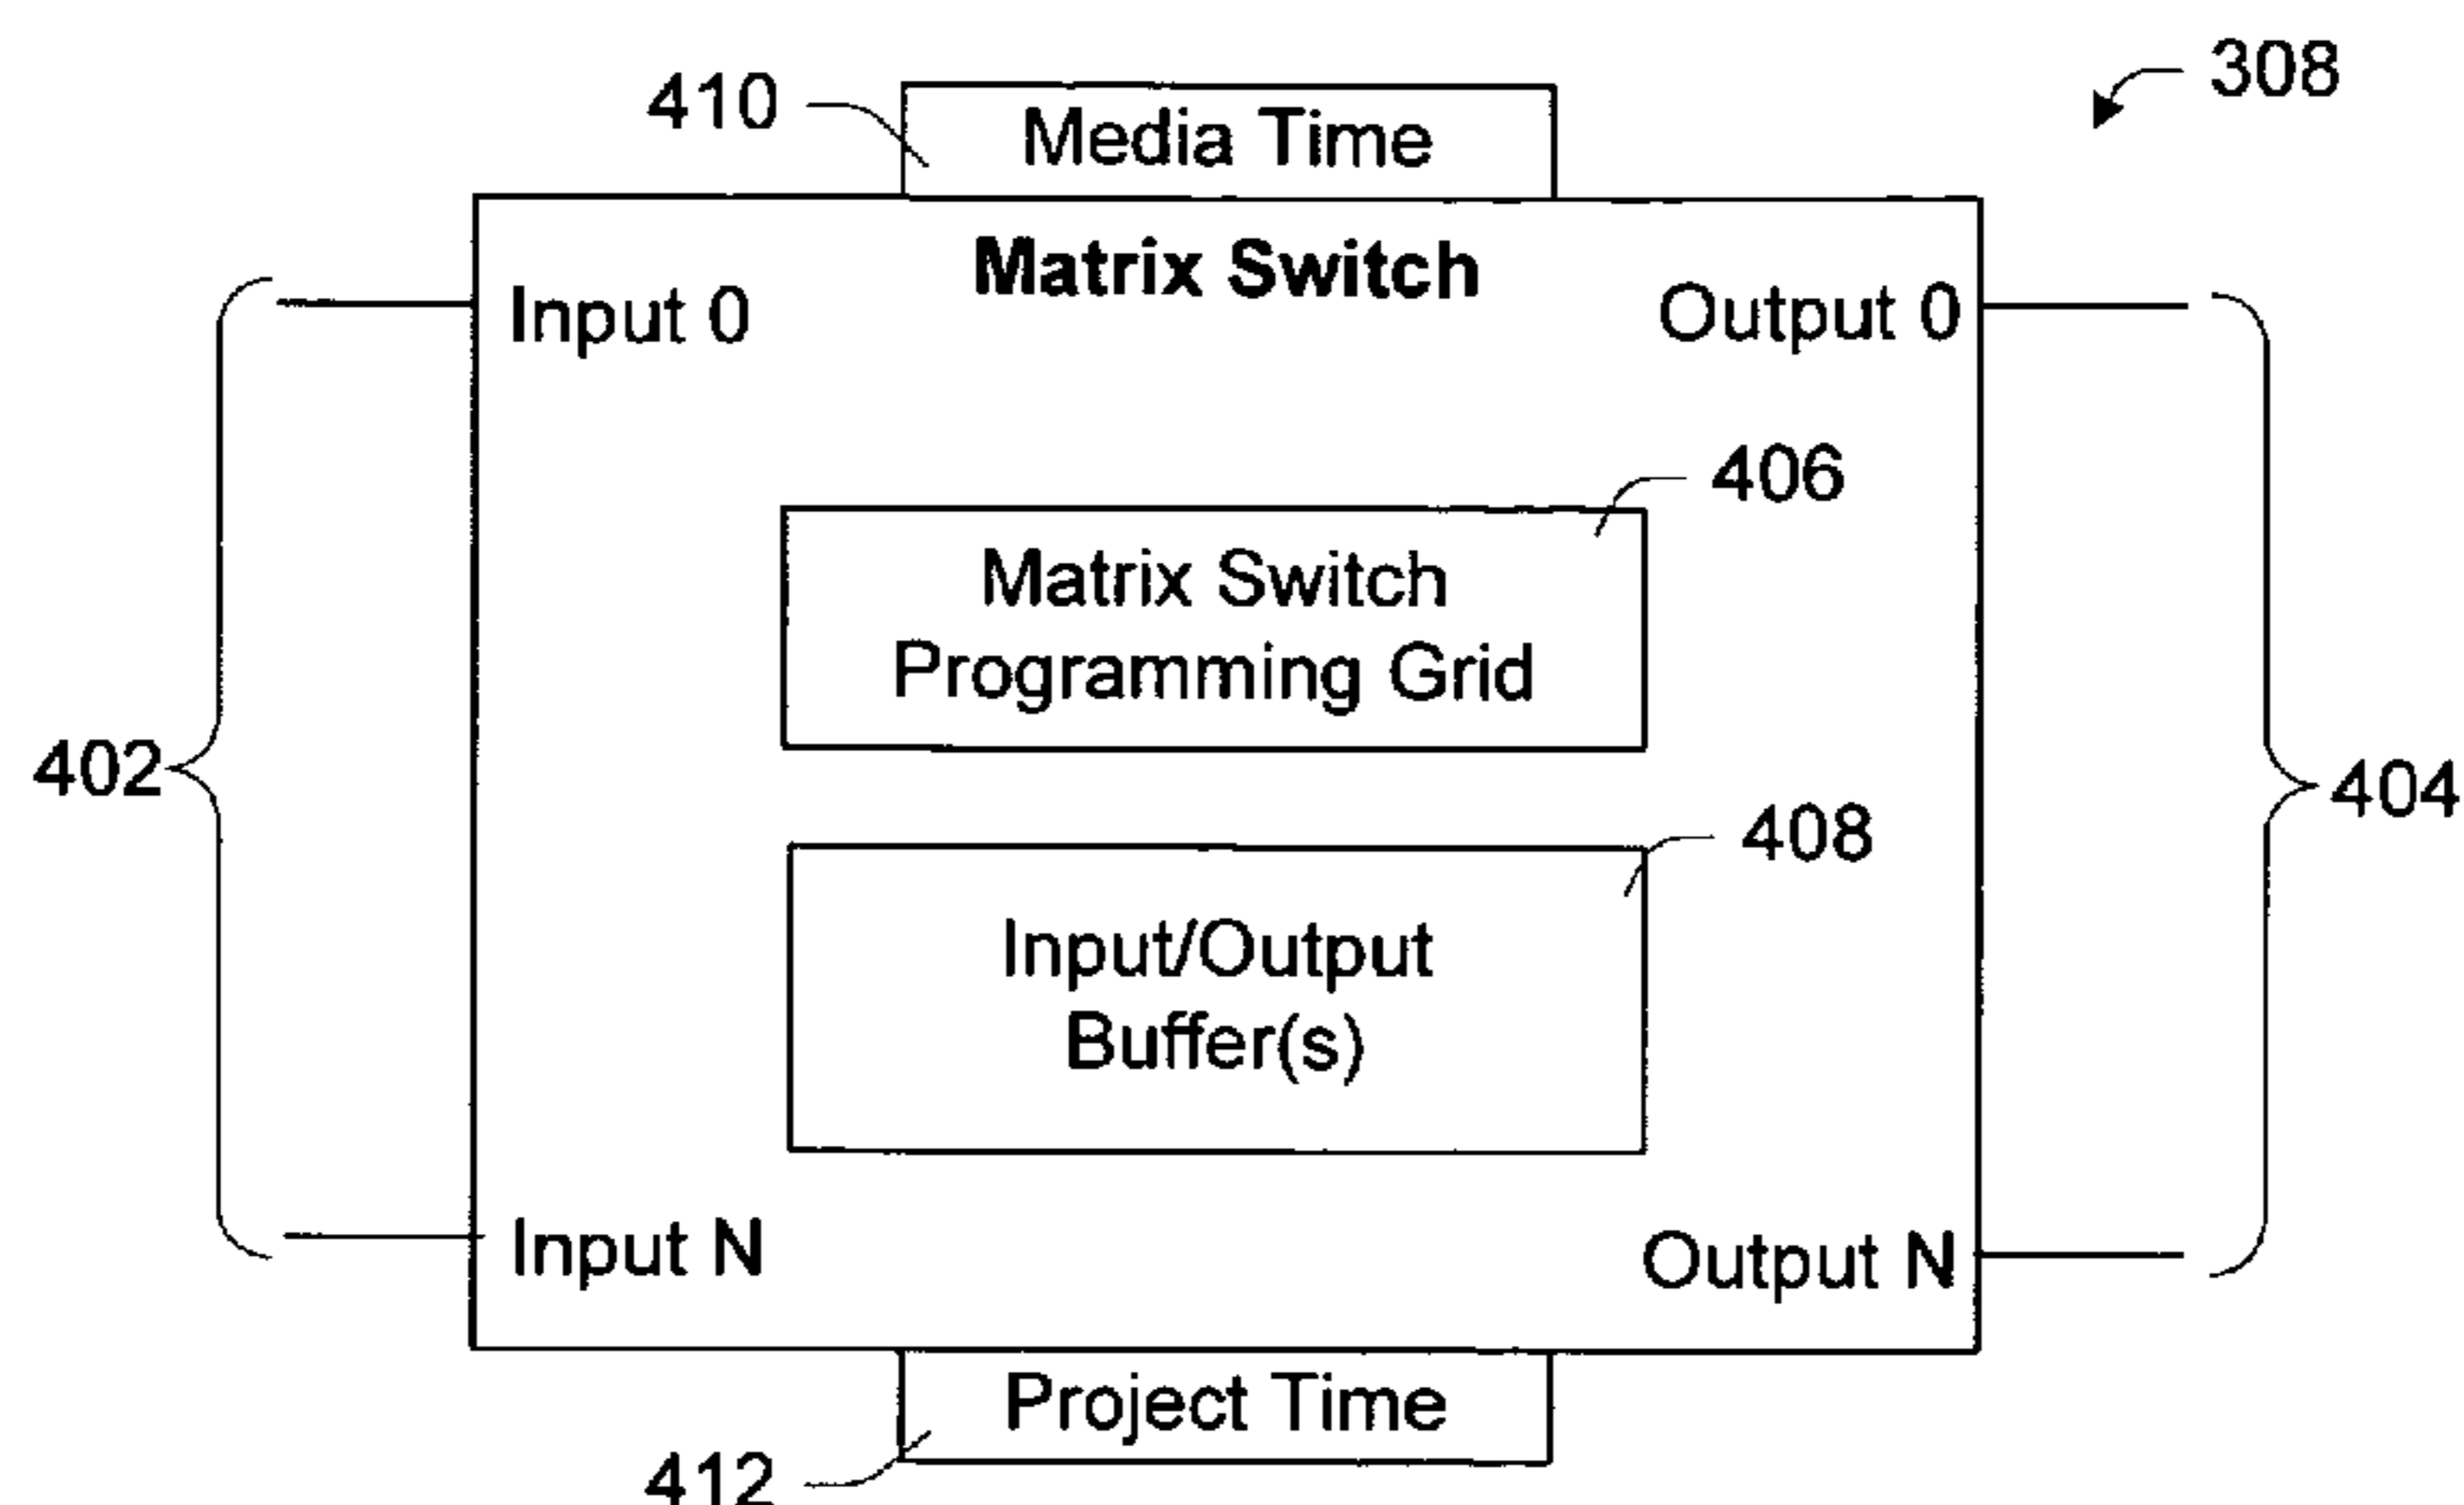 308
410
Media Time
Matrix Switch
Input 0
Output 0
406
Matrix Switch
Programming Grid
402
404
408
Input/Output
Buffer(s)
Input N
Output N
Project Time
412